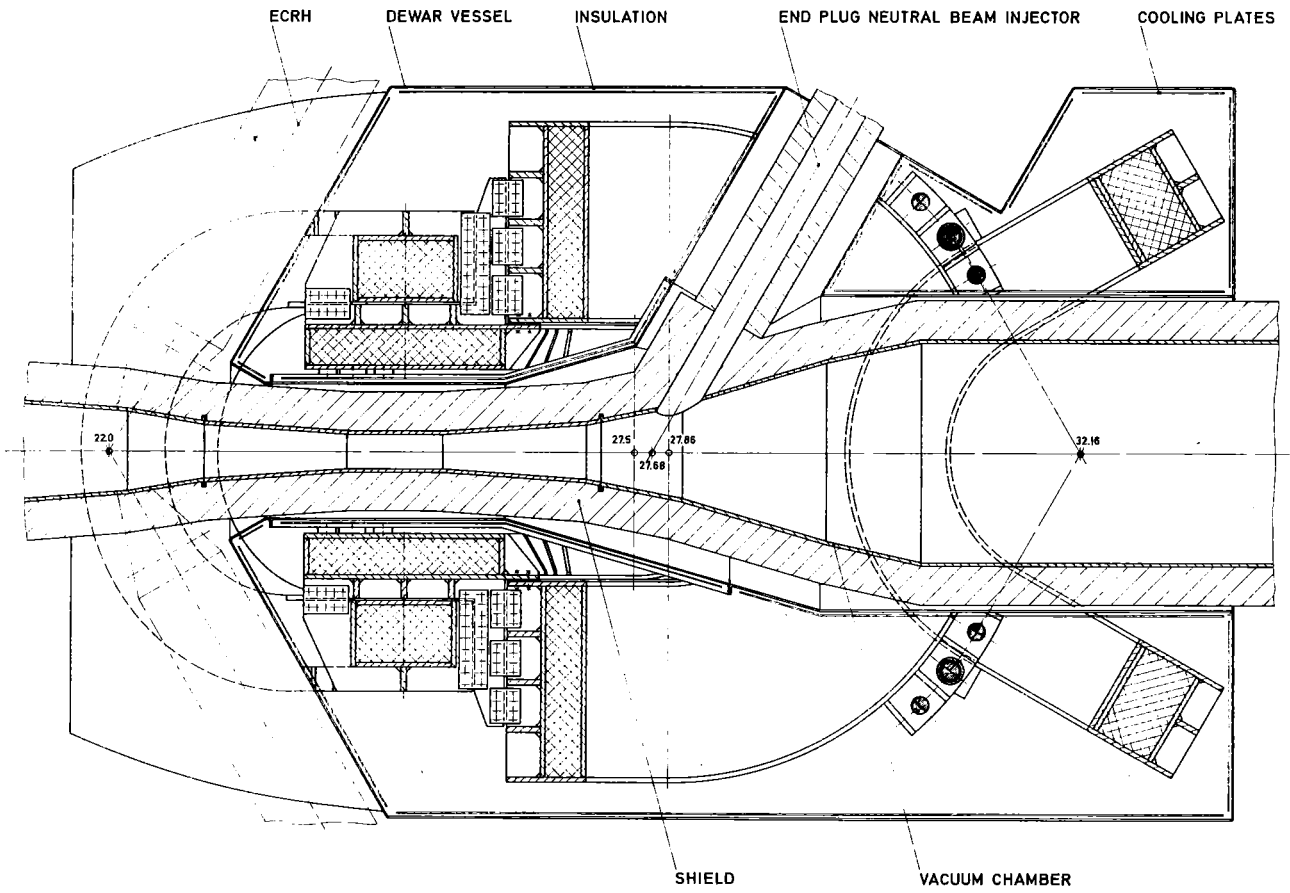 ECRH
DEWAR VESSEL
INSULATION
END PLUG NEUTRAL BEAM INJECTOR
COOLING PLATES
22.0
27.5
27.68
27.86
32.16
SHIELD
VACUUM CHAMBER